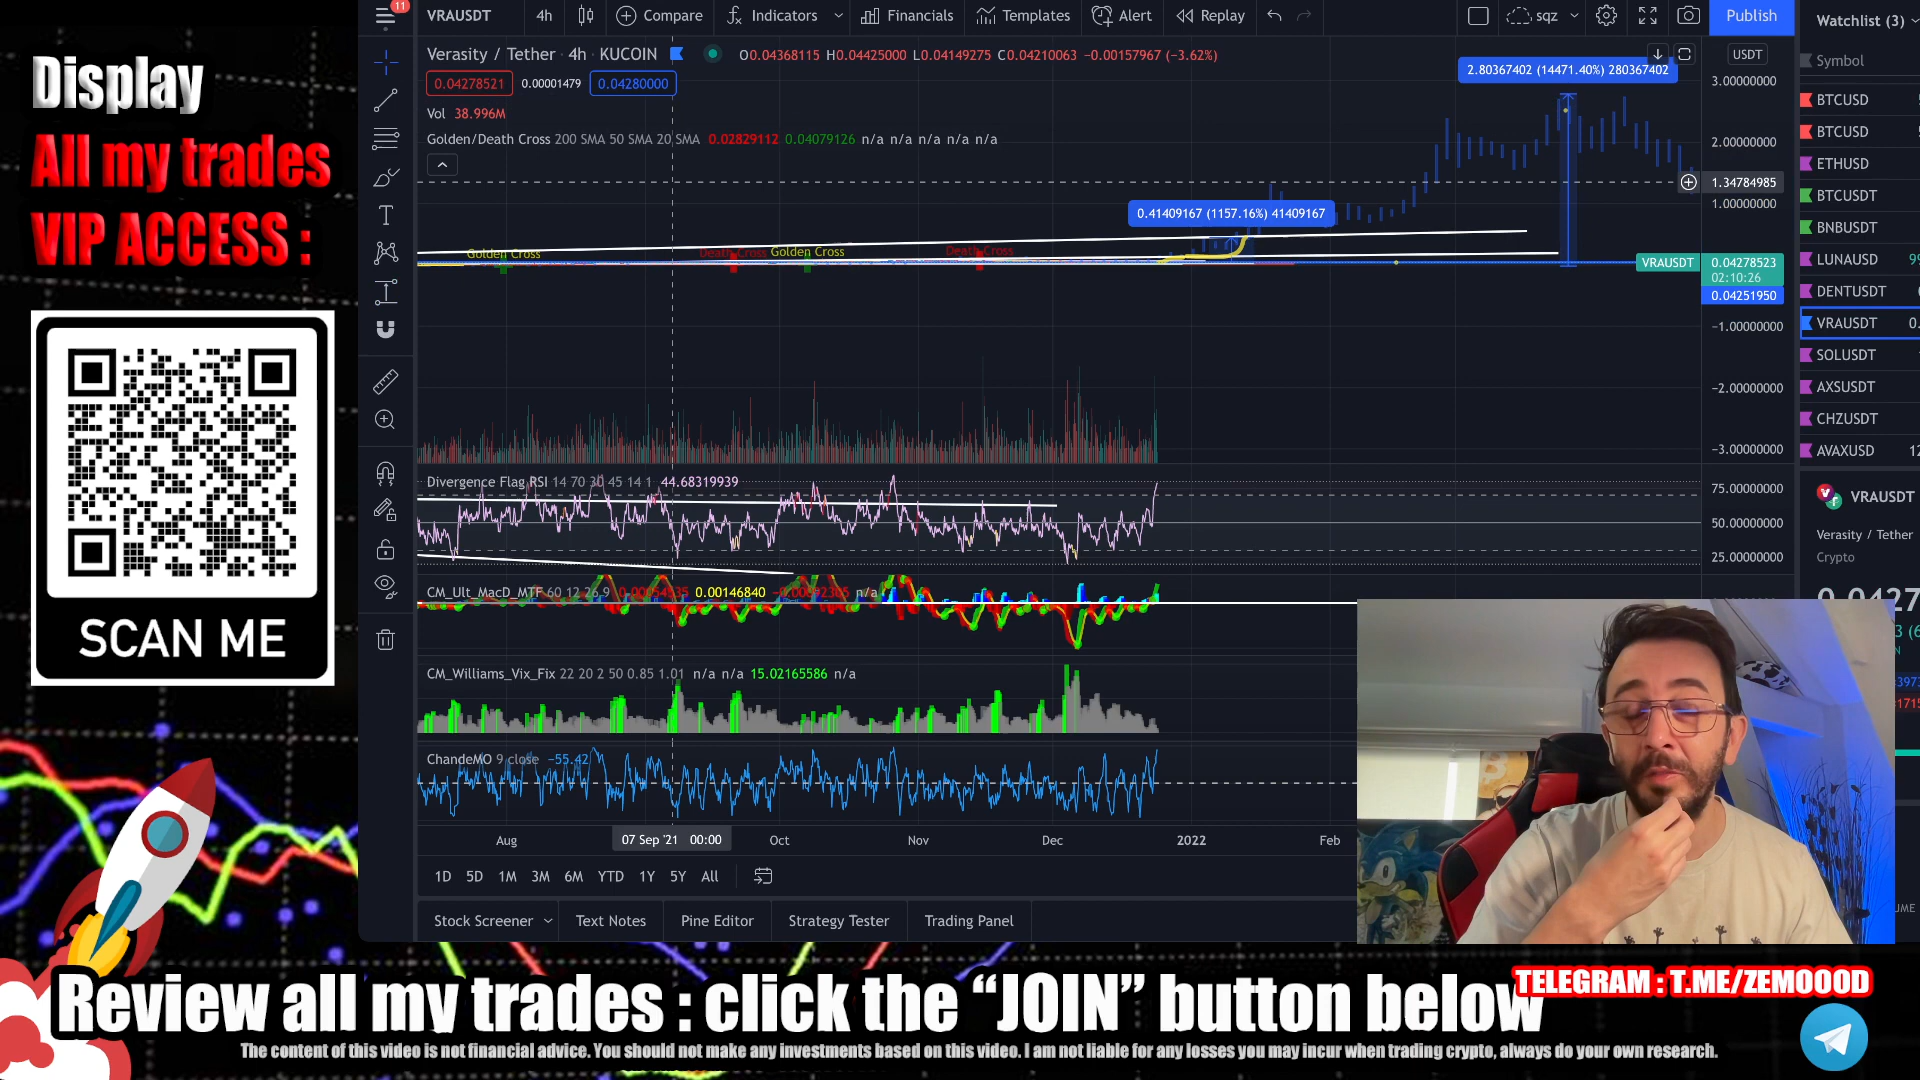 Display
All my trades
VIP ACCESS :
SCAN ME
11
VRAUSDT
4h
Compare
Indicators
Financials
Templates
Alert
Replay
sqz
Publish
Watchlist (3)
Verasity / Tether · 4h · KUCOIN
O0.04368115 H0.04425000 L0.04149275 C0.04210063 −0.00157967 (−3.62%)
0.04278521 0.00001479 0.04280000
Vol 38.996M
Golden/Death Cross 200 SMA 50 SMA 20 SMA 0.02829112 0.04079126 n/a n/a n/a n/a n/a
2.80367402 (14471.40%) 280367402
0.41409167 (1157.16%) 41409167
Golden Cross
Death Cross
Golden Cross
Death Cross
USDT
3.00000000
2.00000000
1.34784985
1.00000000
VRAUSDT
0.04278523
02:10:26
0.04251950
−1.00000000
−2.00000000
−3.00000000
Divergence Flag RSI 14 70 30 45 14 1 44.68319939
75.00000000
50.00000000
25.00000000
CM_Ult_MacD_MTF 60 12 26 9 0.00146840 n/a
CM_Williams_Vix_Fix 22 20 2 50 0.85 1.01 n/a n/a 15.02165586 n/a
ChandeMO 9 close −55.42
Aug
07 Sep '21 00:00
Oct
Nov
Dec
2022
Feb
1D 5D 1M 3M 6M YTD 1Y 5Y All
Stock Screener
Text Notes
Pine Editor
Strategy Tester
Trading Panel
Symbol
BTCUSD
BTCUSD
ETHUSD
BTCUSDT
BNBUSDT
LUNAUSD
DENTUSDT
VRAUSDT
SOLUSDT
AXSUSDT
CHZUSDT
AVAXUSD
VRAUSDT
Verasity / Tether
Crypto
Review all my trades : click the “JOIN” button below
TELEGRAM : T.ME/ZEMOOOD
The content of this video is not financial advice. You should not make any investments based on this video. I am not liable for any losses you may incur when trading crypto, always do your own research.